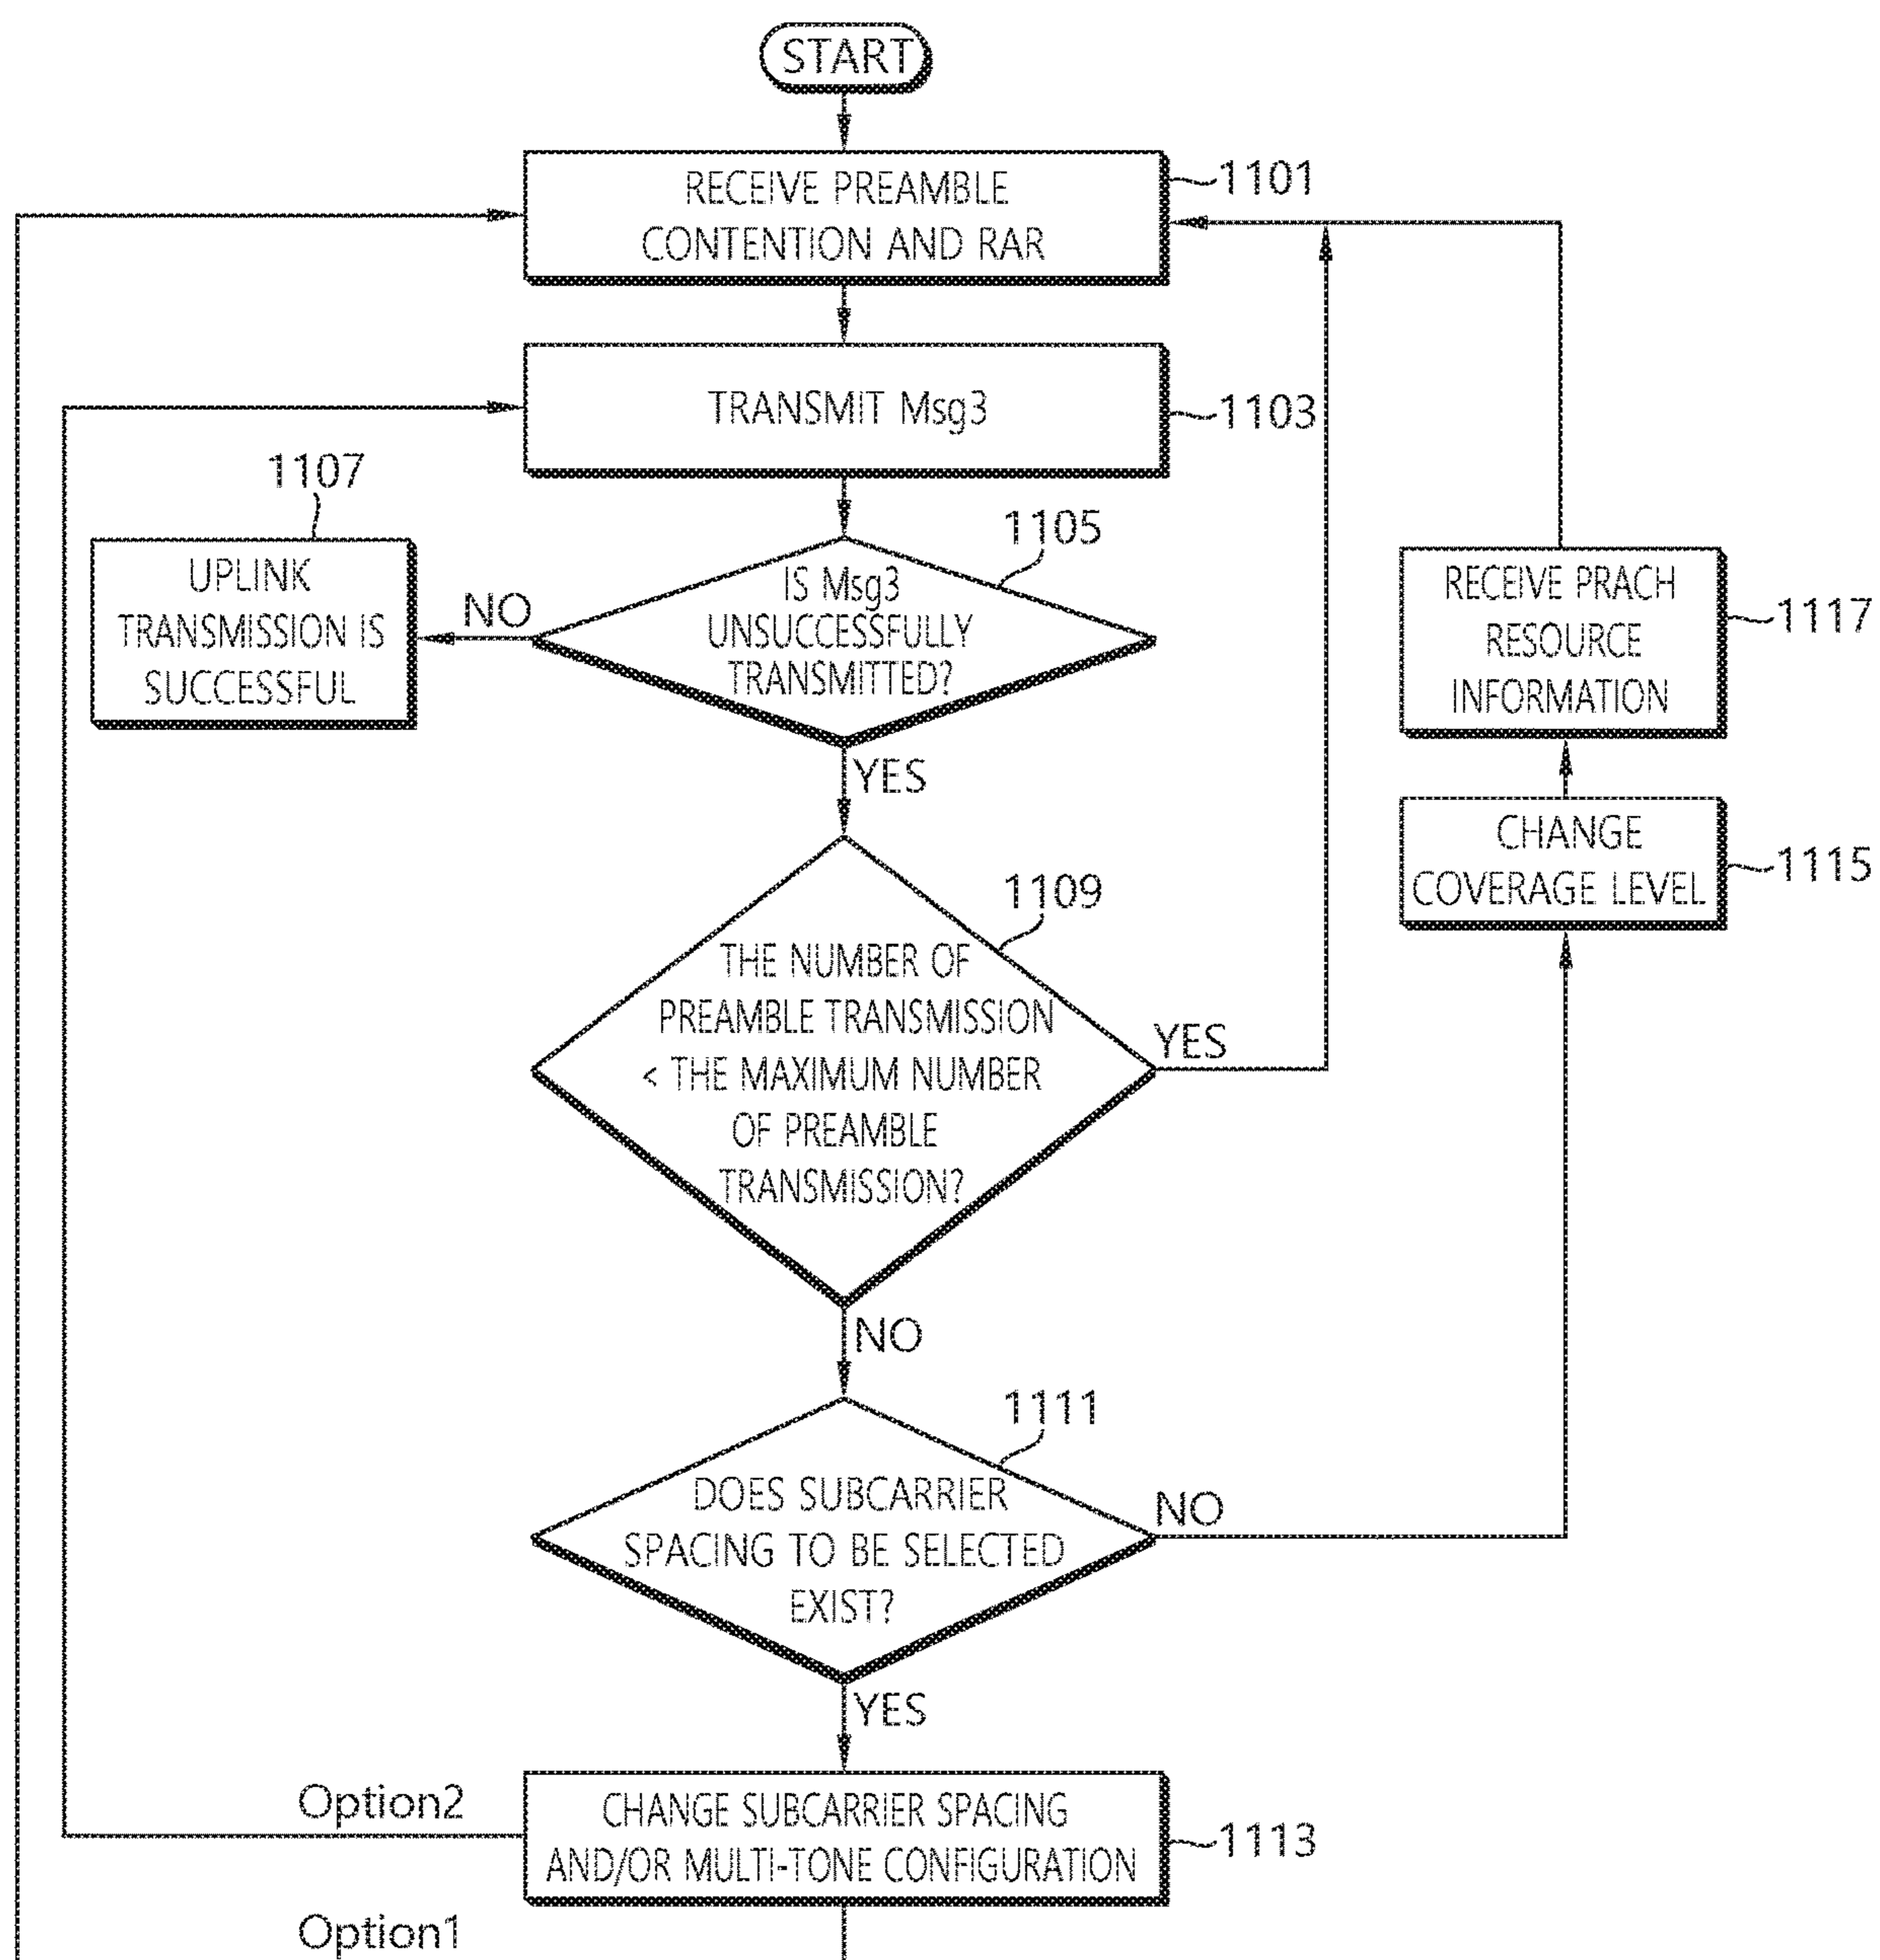 START
RECEIVE PREAMBLE
CONTENTION AND RAR
1101
TRANSMIT Msg3
1103
1107
UPLINK
TRANSMISSION IS
SUCCESSFUL
NO
1105
IS Msg3
UNSUCCESSFULLY
TRANSMITTED?
YES
RECEIVE PRACH
RESOURCE
INFORMATION
1117
CHANGE
COVERAGE LEVEL
1115
1109
THE NUMBER OF
PREAMBLE TRANSMISSION
< THE MAXIMUM NUMBER
OF PREAMBLE
TRANSMISSION?
YES
NO
1111
DOES SUBCARRIER
SPACING TO BE SELECTED
EXIST?
NO
YES
Option2
CHANGE SUBCARRIER SPACING
AND/OR MULTI-TONE CONFIGURATION
1113
Option1